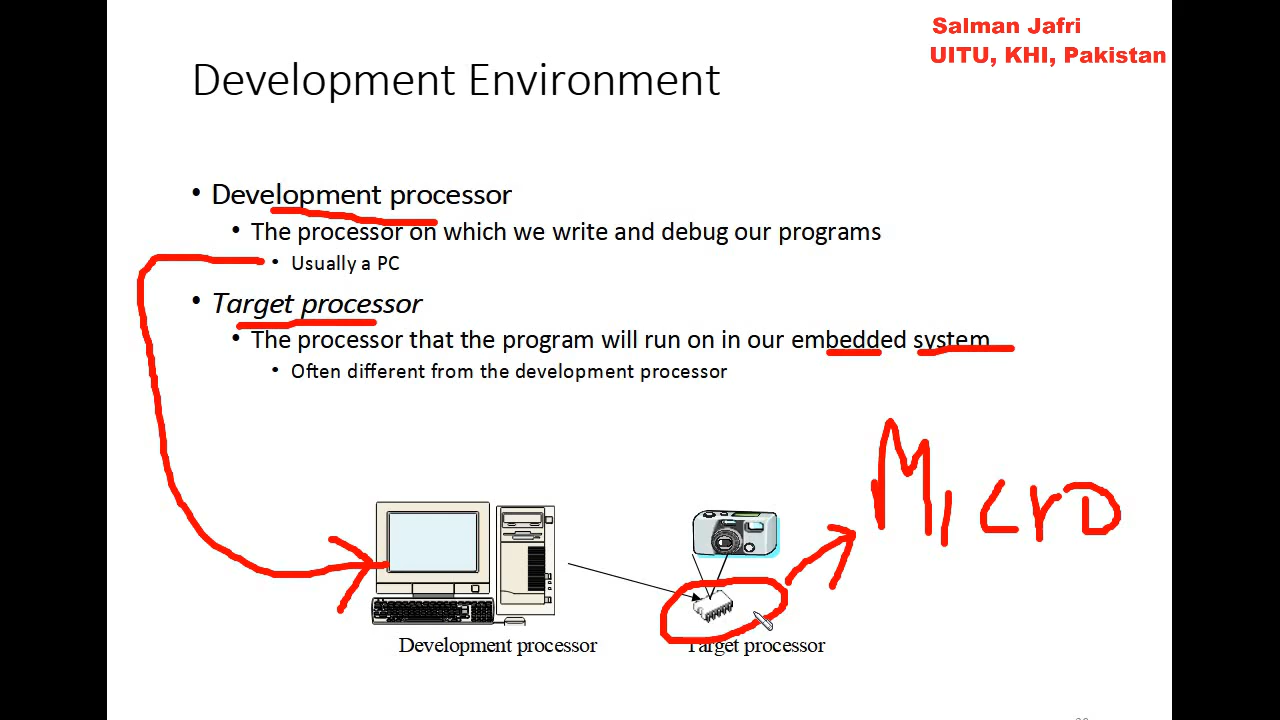 Salman Jafri
UITU, KHI, Pakistan
Development Environment
• Development processor
• The processor on which we write and debug our programs
• Usually a PC
• Target processor
• The processor that the program will run on in our embedded system
• Often different from the development processor
Micro
Development processor
Target processor